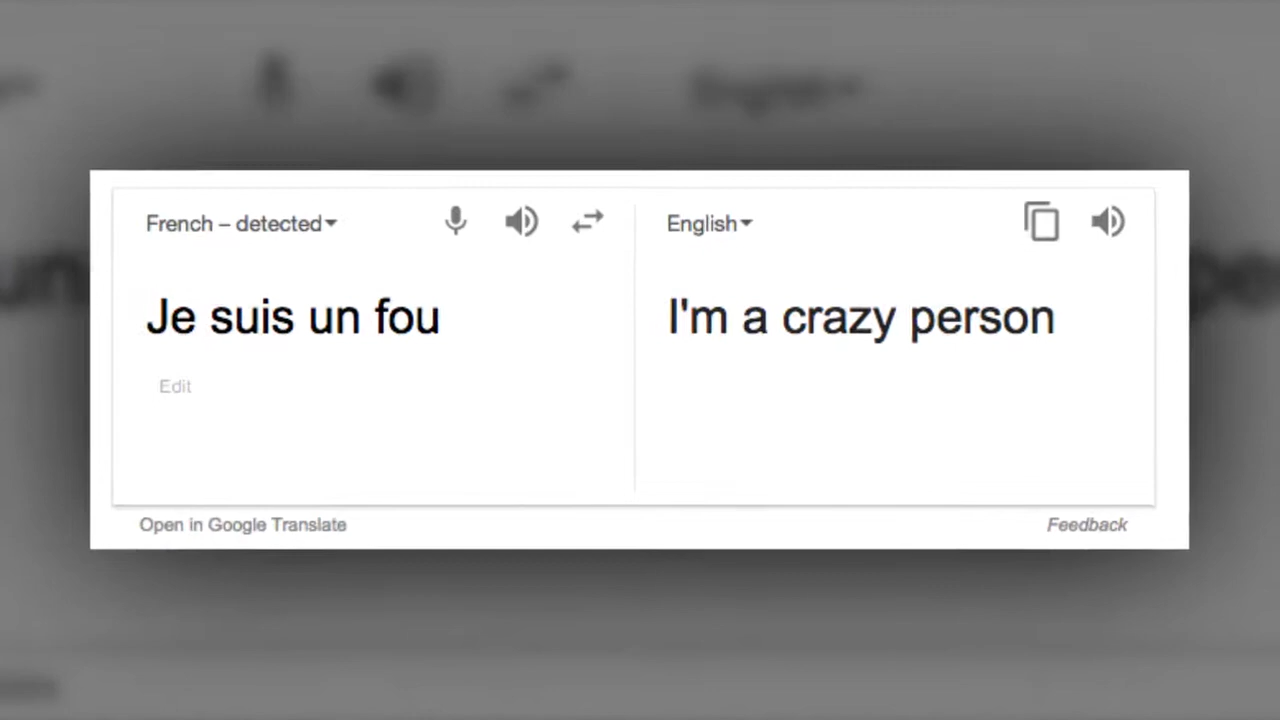 French – detected
English
Je suis un fou
I'm a crazy person
Edit
Open in Google Translate
Feedback